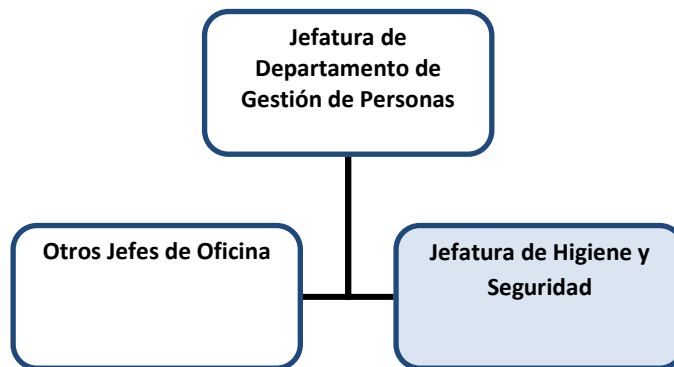 Jefatura de
Departamento de
Gestión de Personas
Otros Jefes de Oficina
Jefatura de Higiene y
Seguridad